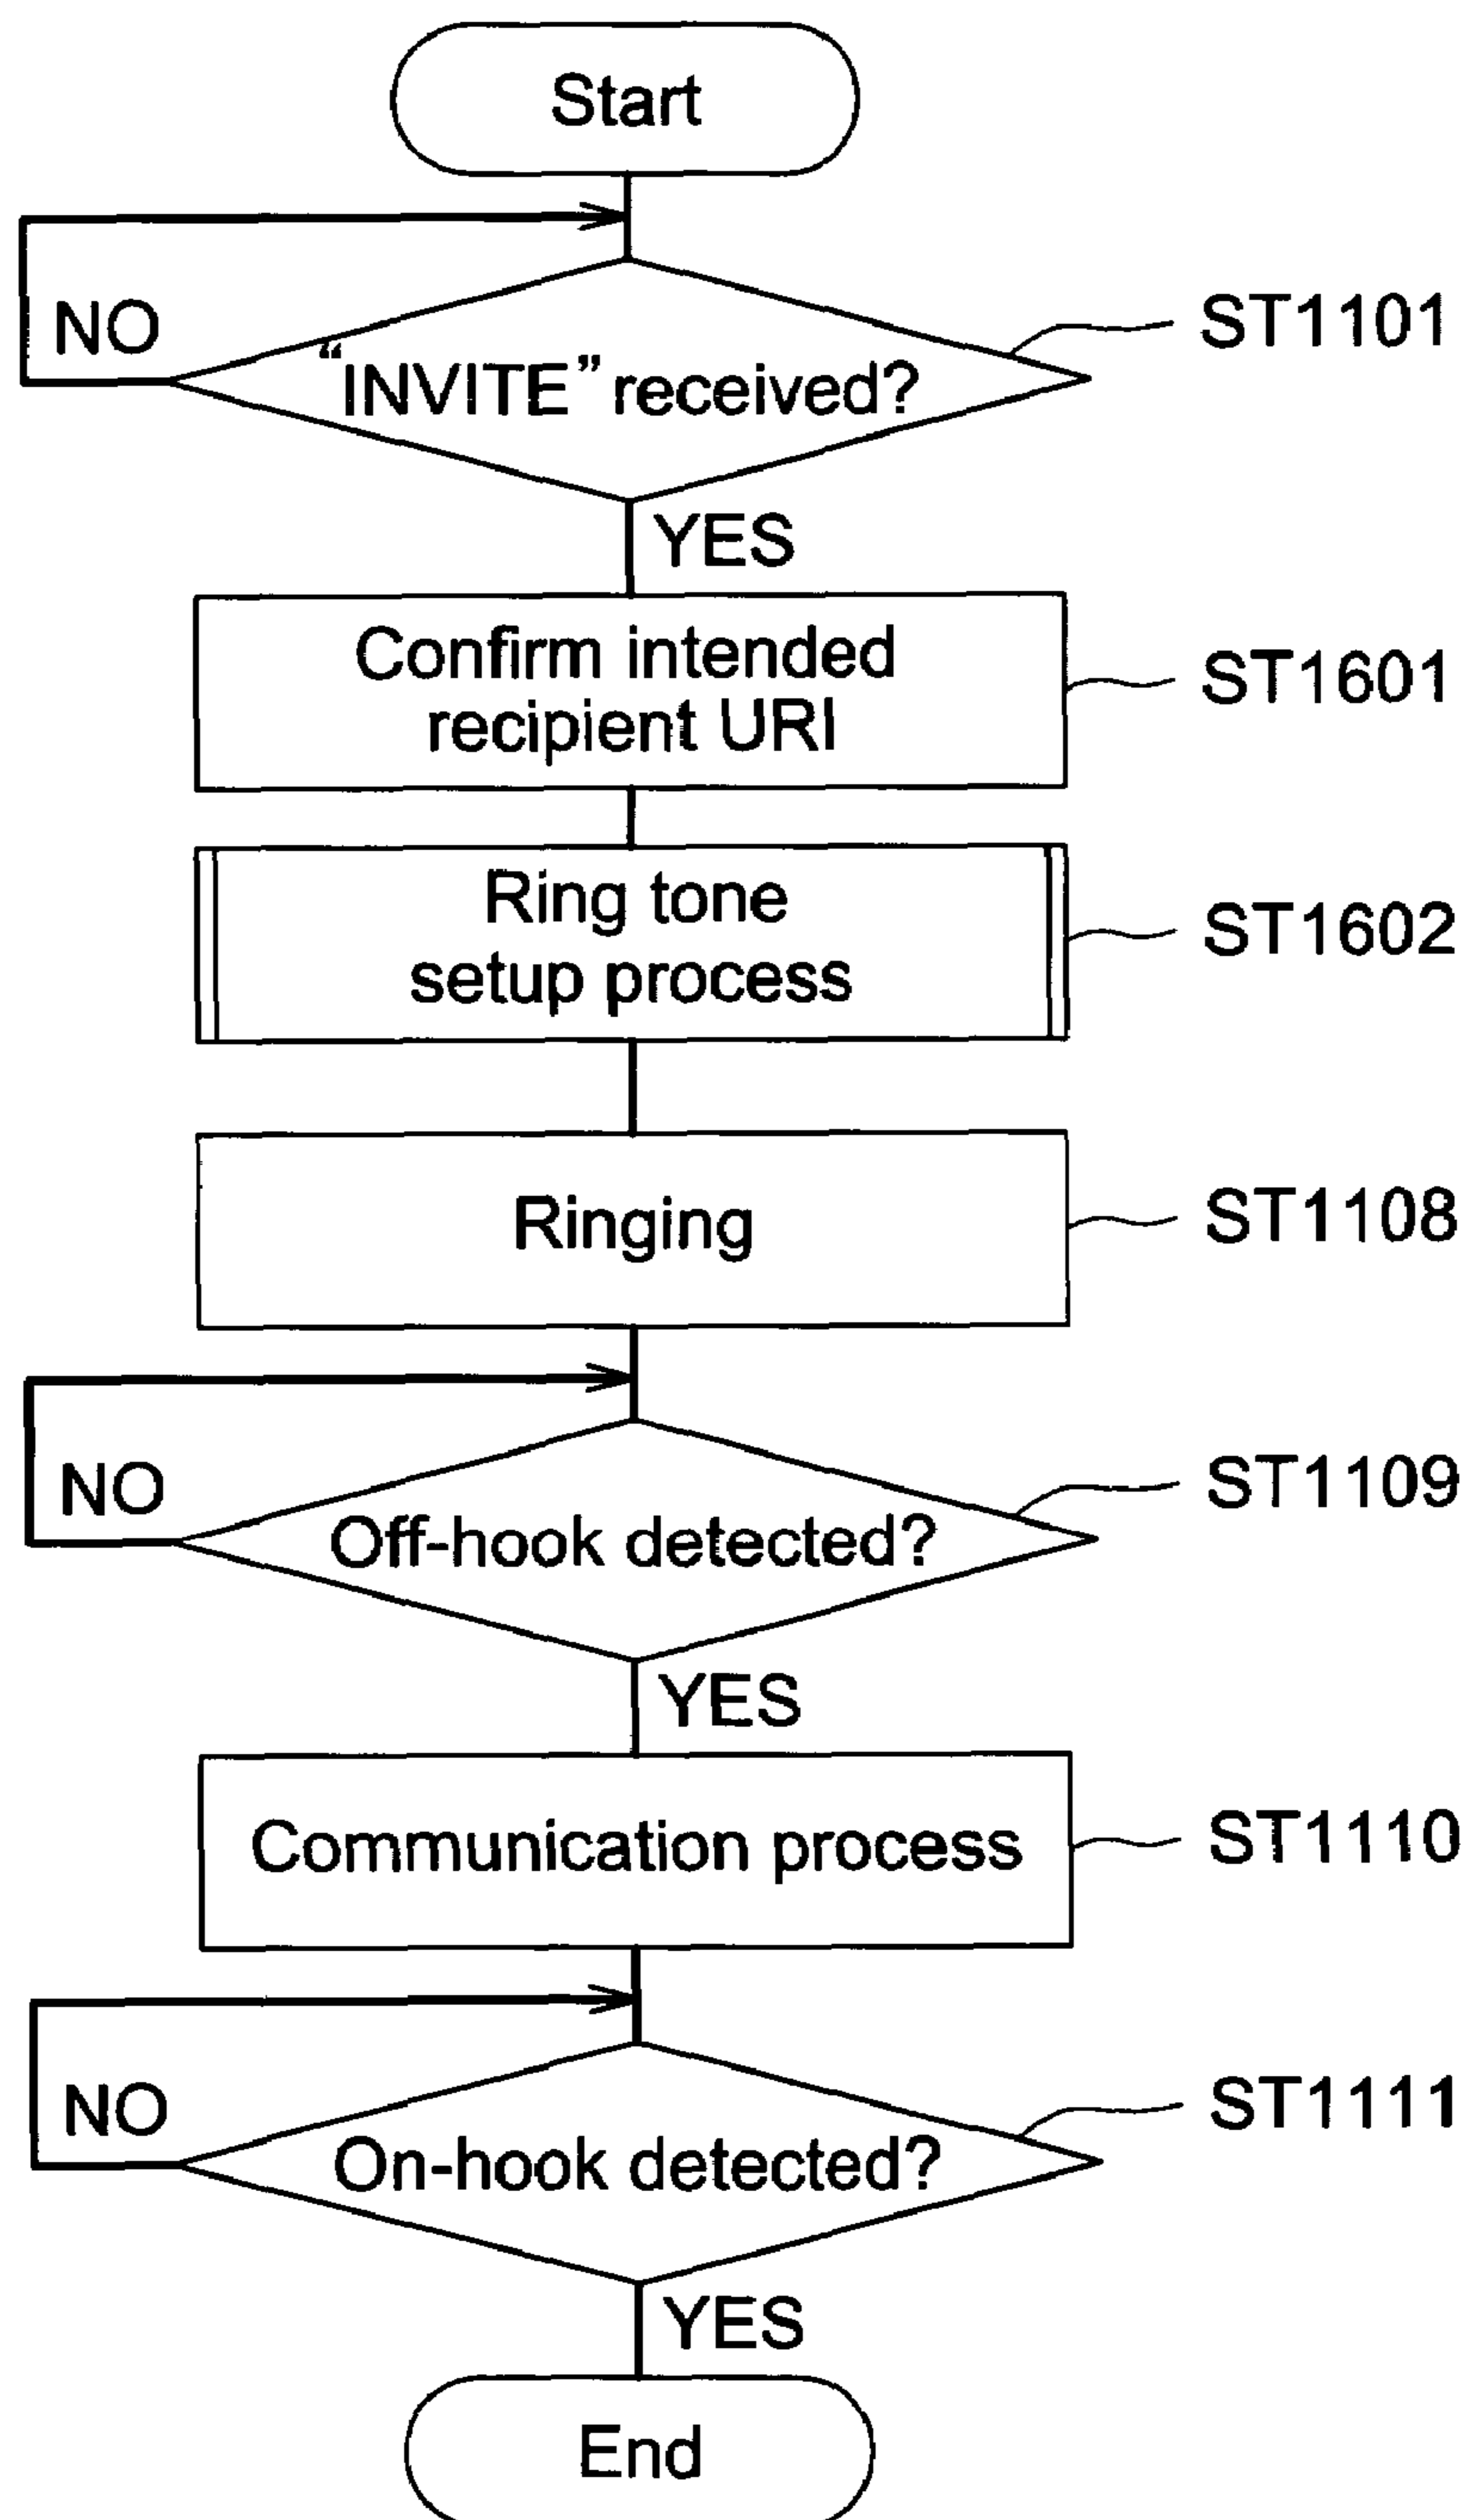 Start
NO
ST1101
“INVITE” received?
YES
Confirm intended
recipient URI
ST1601
Ring tone
setup process
ST1602
Ringing
ST1108
NO
ST1109
Off-hook detected?
YES
Communication process
ST1110
NO
ST1111
On-hook detected?
YES
End